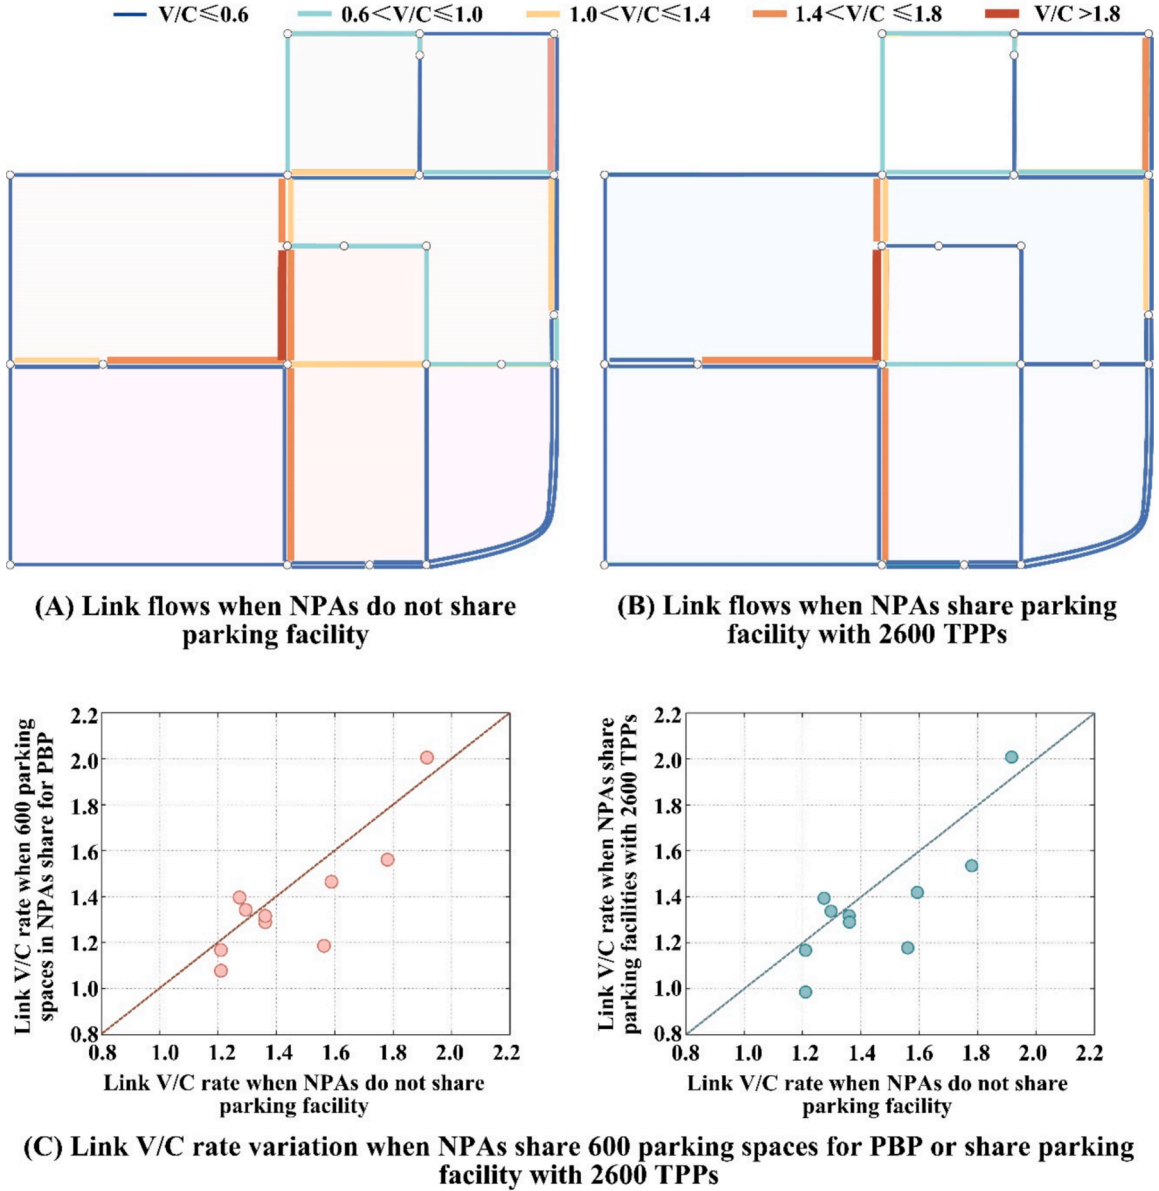 V/C≤0.6 0.6<V/C≤1.0 1.0<V/C≤1.4 1.4<V/C ≤1.8 V/C >1.8
(A) Link flows when NPAs do not share
parking facility
(B) Link flows when NPAs share parking
facility with 2600 TPPs
Link V/C rate when 600 parking
spaces in NPAs share for PBP
2.2
2.0
1.8
1.6
1.4
1.2
1.0
0.8
0.8 1.0 1.2 1.4 1.6 1.8 2.0 2.2
Link V/C rate when NPAs do not share
parking facility
Link V/C rate when NPAs share
parking facilities with 2600 TPPs
2.2
2.0
1.8
1.6
1.4
1.2
1.0
0.8
0.8 1.0 1.2 1.4 1.6 1.8 2.0 2.2
Link V/C rate when NPAs do not share
parking facility
(C) Link V/C rate variation when NPAs share 600 parking spaces for PBP or share parking
facility with 2600 TPPs